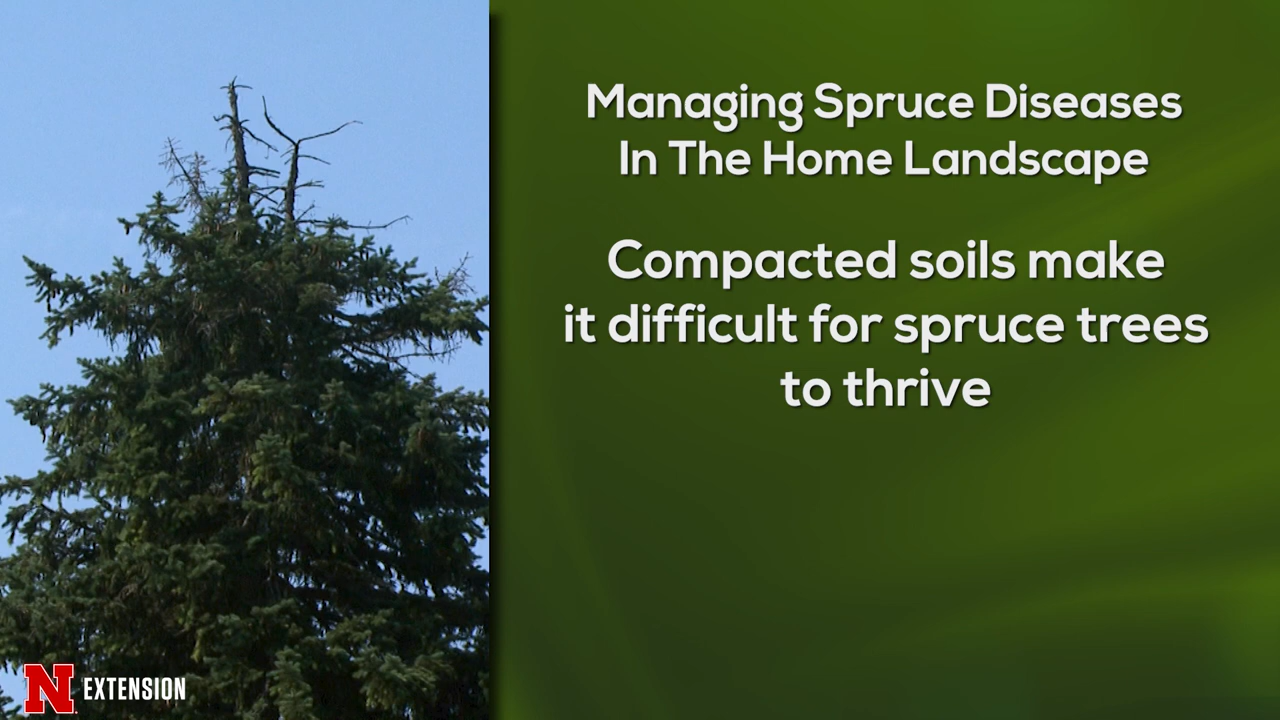 Managing Spruce Diseases
In The Home Landscape
Compacted soils make
it difficult for spruce trees
to thrive
N EXTENSION